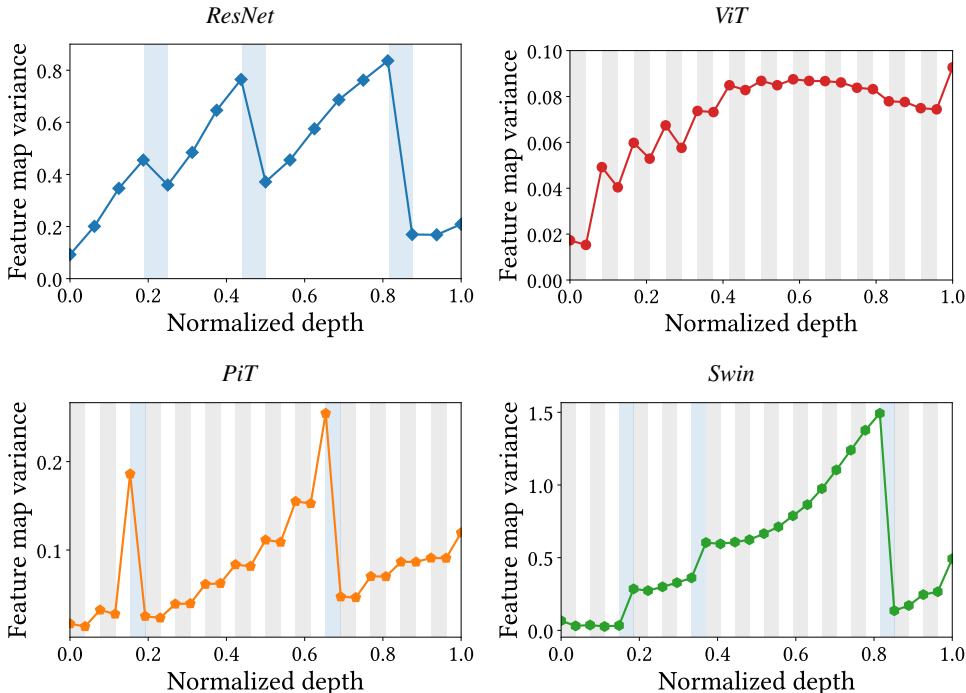 ResNet
Feature map variance
0.8
0.6
0.4
0.2
0.0
0.0 0.2 0.4 0.6 0.8 1.0
Normalized depth
ViT
Feature map variance
0.10
0.08
0.06
0.04
0.02
0.00
0.0 0.2 0.4 0.6 0.8 1.0
Normalized depth
PiT
Feature map variance
0.2
0.1
0.0 0.2 0.4 0.6 0.8 1.0
Normalized depth
Swin
Feature map variance
1.5
1.0
0.5
0.0
0.0 0.2 0.4 0.6 0.8 1.0
Normalized depth